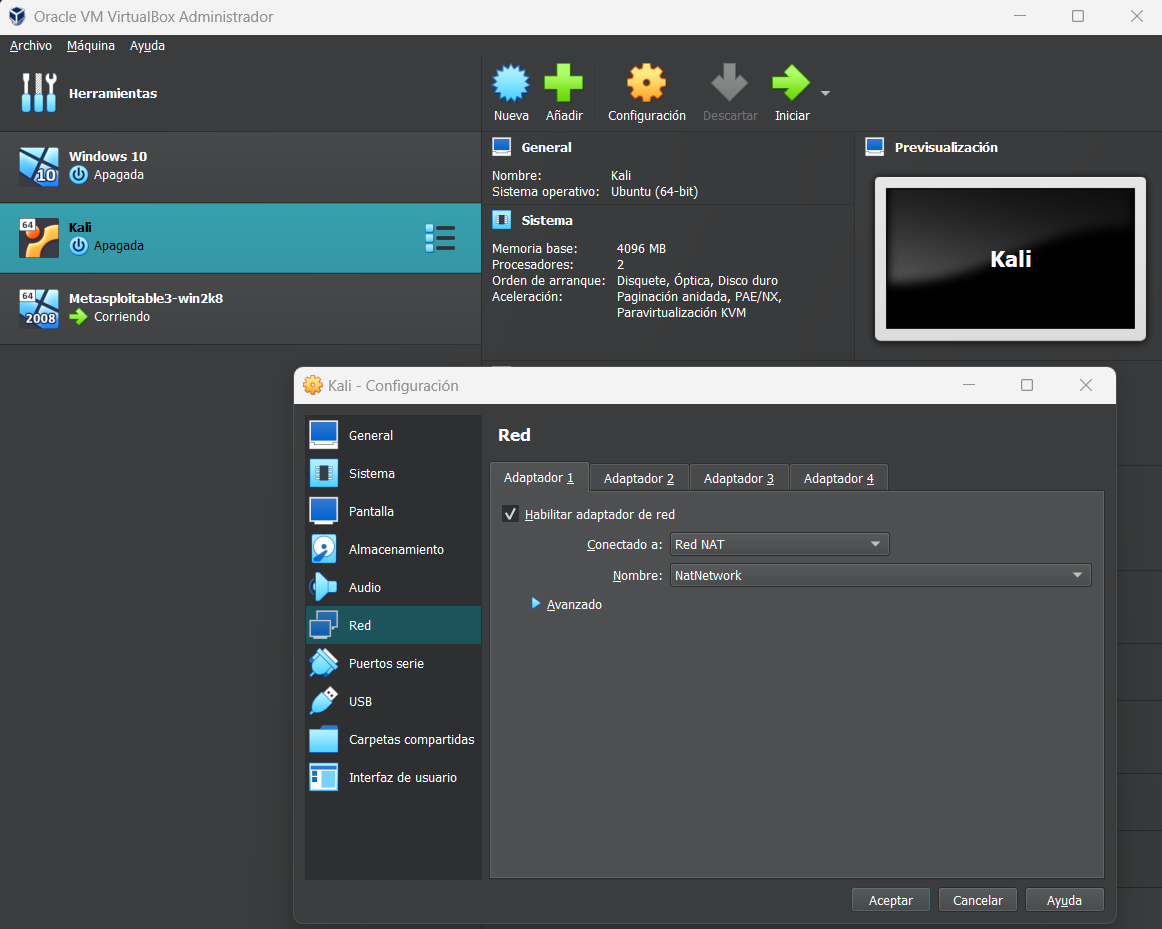 Oracle VM VirtualBox Administrador
Archivo Máquina Ayuda
Herramientas
Nueva Añadir Configuración Descartar Iniciar
10
Windows 10
Apagada
64
Kali
Apagada
64
2008
Metasploitable3-win2k8
Corriendo
General
Nombre: Kali
Sistema operativo: Ubuntu (64-bit)
Sistema
Memoria base: 4096 MB
Procesadores: 2
Orden de arranque: Disquete, Óptica, Disco duro
Aceleración: Paginación anidada, PAE/NX,
Paravirtualización KVM
Previsualización
Kali
Kali - Configuración
General
Sistema
Pantalla
Almacenamiento
Audio
Red
Puertos serie
USB
Carpetas compartidas
Interfaz de usuario
Red
Adaptador 1 Adaptador 2 Adaptador 3 Adaptador 4
Habilitar adaptador de red
Conectado a: Red NAT
Nombre: NatNetwork
Avanzado
Aceptar Cancelar Ayuda